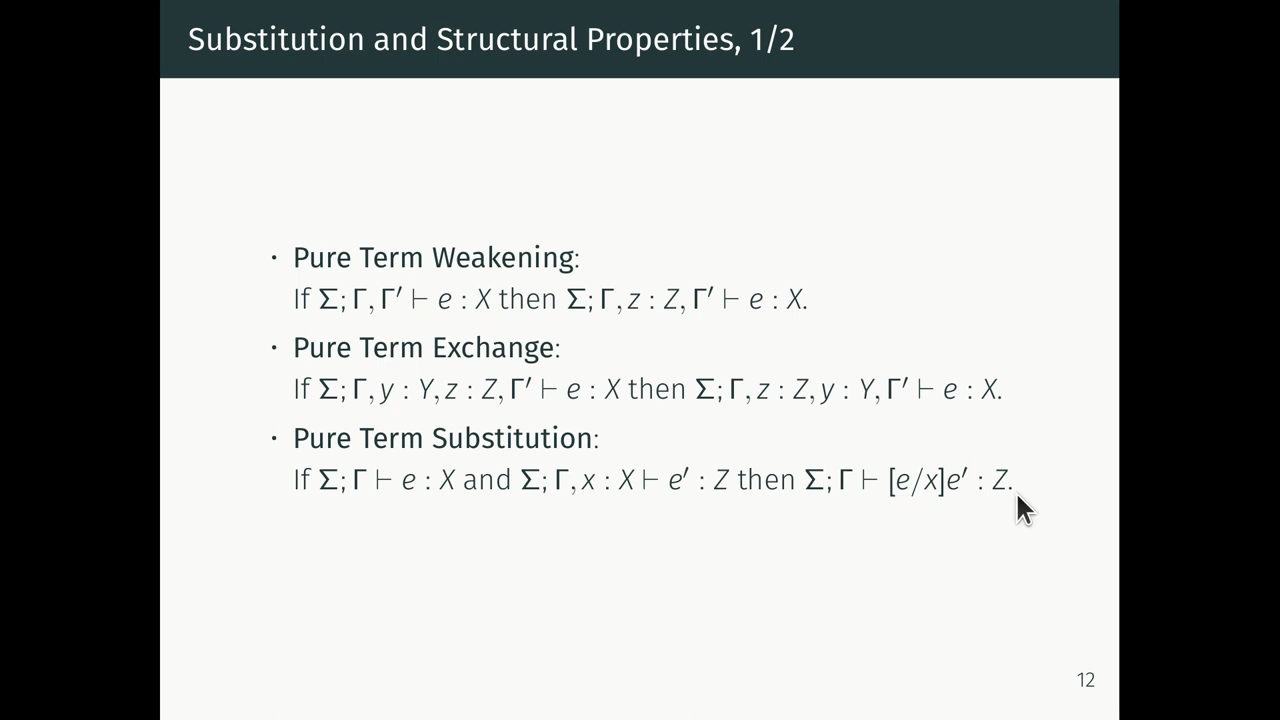 Substitution and Structural Properties, 1/2
· Pure Term Weakening:
If Σ; Γ, Γ′ ⊢ e : X then Σ; Γ, z : Z, Γ′ ⊢ e : X.
· Pure Term Exchange:
If Σ; Γ, y : Y, z : Z, Γ′ ⊢ e : X then Σ; Γ, z : Z, y : Y, Γ′ ⊢ e : X.
· Pure Term Substitution:
If Σ; Γ ⊢ e : X and Σ; Γ, x : X ⊢ e′ : Z then Σ; Γ ⊢ [e/x]e′ : Z.
12